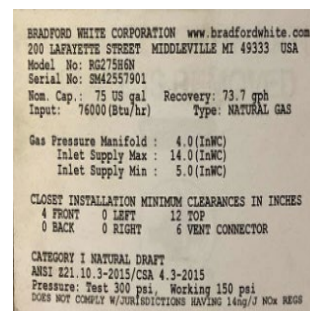 BRADFORD WHITE CORPORATION www.bradfordwhite.com
200 LAFAYETTE STREET MIDDLEVILLE MI 49333 USA
Model No: RG275H6N
Serial No: SM42557901
Nom. Cap.: 75 US gal Recovery: 73.7 gph
Input: 76000(Btu/hr) Type: NATURAL GAS
Gas Pressure Manifold : 4.0(InWC)
Inlet Supply Max : 14.0(InWC)
Inlet Supply Min : 5.0(InWC)
CLOSET INSTALLATION MINIMUM CLEARANCES IN INCHES
4 FRONT 0 LEFT 12 TOP
0 BACK 0 RIGHT 6 VENT CONNECTOR
CATEGORY I NATURAL DRAFT
ANSI Z21.10.3-2015/CSA 4.3-2015
Pressure: Test 300 psi, Working 150 psi
DOES NOT COMPLY W/JURISDICTIONS HAVING 14ng/J NOx REGS